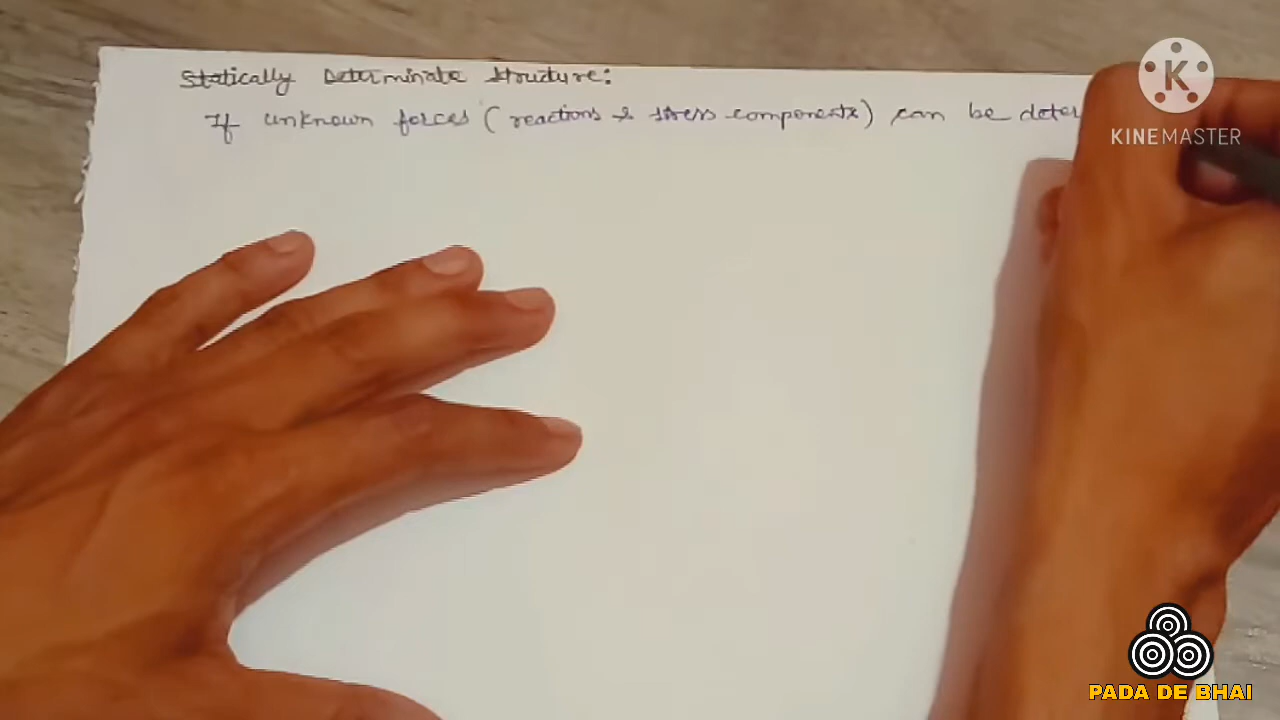 Statically Determinate Structure:
If unknown forces (reactions & stress components) can be deter
K
KINEMASTER
PADA DE BHAI